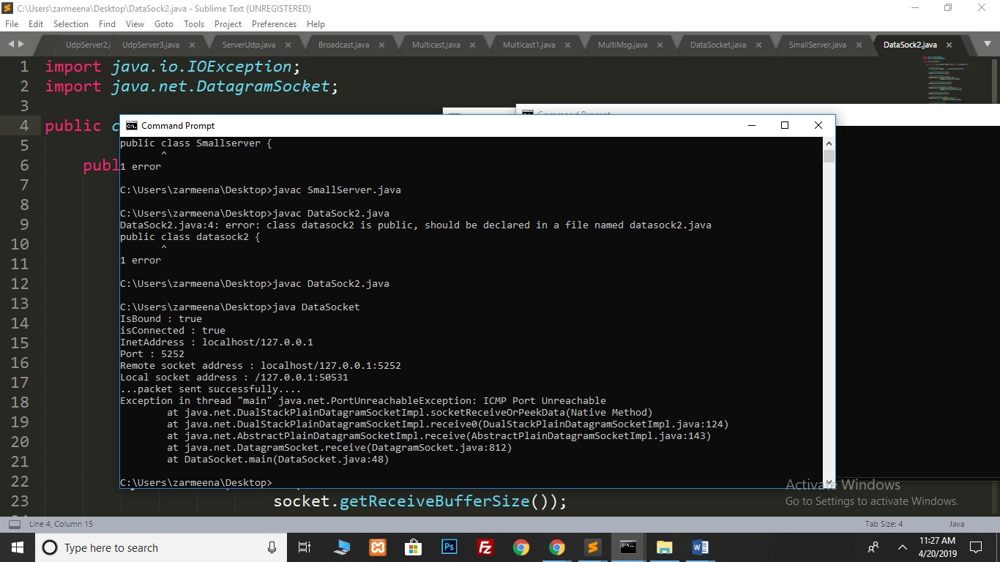 C:\Users\zarmeena\Desktop\DataSock2.java - Sublime Text (UNREGISTERED)
File Edit Selection Find View Goto Tools Project Preferences Help
UdpServer2.j UdpServer3.java ServerUdp.java Broadcast.java Multicast.java Multicast1.java MultiMsg.java DataSocket.java SmallServer.java DataSock2.java
1 import java.io.IOException;
2 import java.net.DatagramSocket;
3
4 public c
5
6 publ
7
8
9
10
11
12
13
14
15
16
17
18
19
20
21
22
23 socket.getReceiveBufferSize());
Command Prompt
Command Prompt
public class Smallserver {
^
1 error
C:\Users\zarmeena\Desktop>javac SmallServer.java
C:\Users\zarmeena\Desktop>javac DataSock2.java
DataSock2.java:4: error: class datasock2 is public, should be declared in a file named datasock2.java
public class datasock2 {
^
1 error
C:\Users\zarmeena\Desktop>javac DataSock2.java
C:\Users\zarmeena\Desktop>java DataSocket
IsBound : true
isConnected : true
InetAddress : localhost/127.0.0.1
Port : 5252
Remote socket address : localhost/127.0.0.1:5252
Local socket address : /127.0.0.1:50531
...packet sent successfully....
Exception in thread "main" java.net.PortUnreachableException: ICMP Port Unreachable
at java.net.DualStackPlainDatagramSocketImpl.socketReceiveOrPeekData(Native Method)
at java.net.DualStackPlainDatagramSocketImpl.receive0(DualStackPlainDatagramSocketImpl.java:124)
at java.net.AbstractPlainDatagramSocketImpl.receive(AbstractPlainDatagramSocketImpl.java:143)
at java.net.DatagramSocket.receive(DatagramSocket.java:812)
at DataSocket.main(DataSocket.java:48)
C:\Users\zarmeena\Desktop>
Activate Windows
Go to Settings to activate Windows.
Line 4, Column 15 Tab Size: 4 Java
Type here to search
11:27 AM
4/20/2019